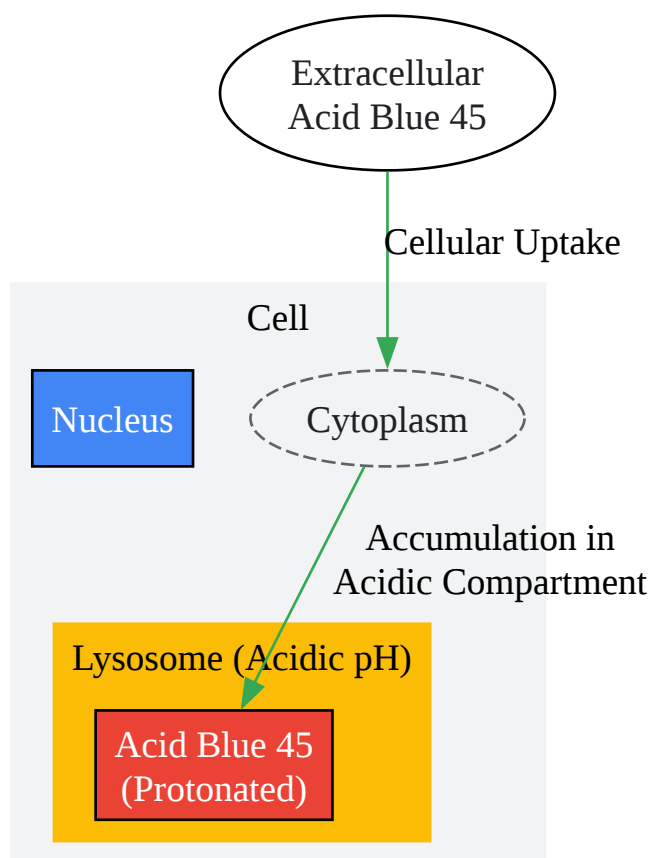 Extracellular
Acid Blue 45
Cellular Uptake
Cell
Nucleus
Cytoplasm
Accumulation in
Acidic Compartment
Lysosome (Acidic pH)
Acid Blue 45
(Protonated)